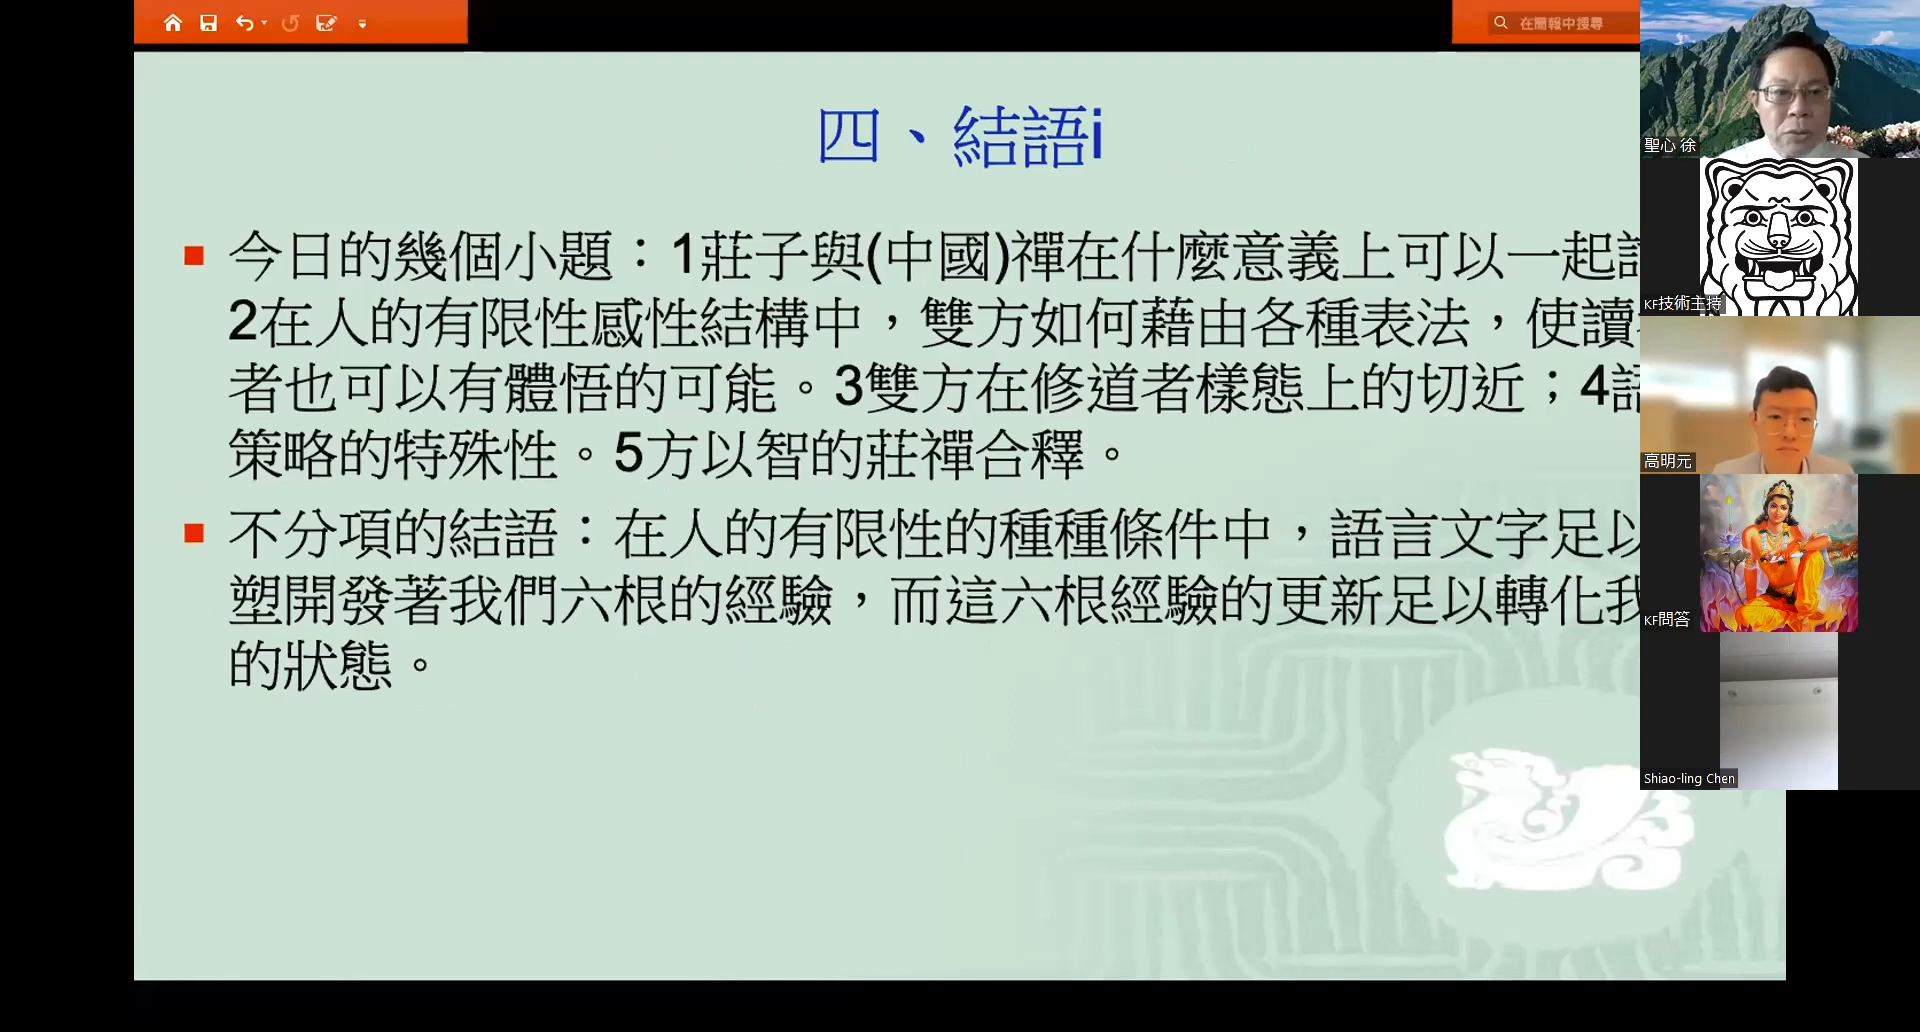 在簡報中搜尋
四、結語i
今日的幾個小題：1莊子與(中國)禪在什麼意義上可以一起
2在人的有限性感性結構中，雙方如何藉由各種表法，使讀
者也可以有體悟的可能。3雙方在修道者樣態上的切近；4
策略的特殊性。5方以智的莊禪合釋。
不分項的結語：在人的有限性的種種條件中，語言文字足以
塑開發著我們六根的經驗，而這六根經驗的更新足以轉化我
的狀態。
聖心 徐
KF技術主持
高明元
KF問答
Shiao-ling Chen